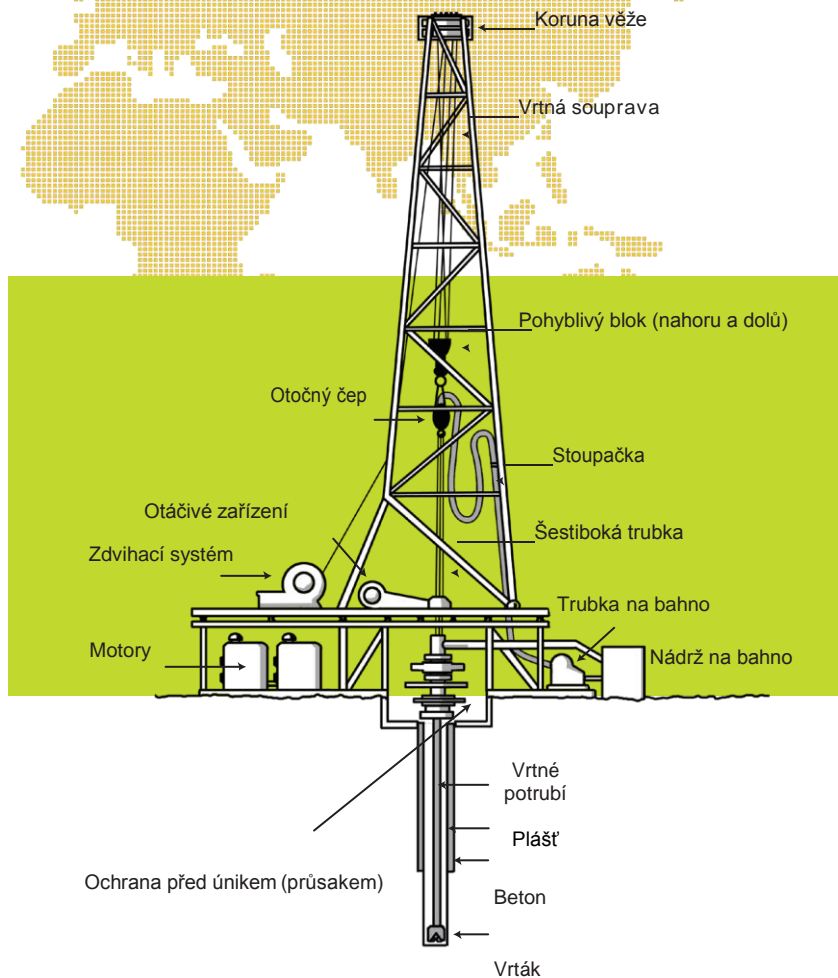 Koruna věže
Vrtná souprava
Pohyblivý blok (nahoru a dolů)
Otočný čep
Stoupačka
Otáčivé zařízení
Šestiboká trubka
Zdvihací systém
Trubka na bahno
Motory
Nádrž na bahno
Vrtné
potrubí
Plášť
Ochrana před únikem (průsakem)
Beton
Vrták